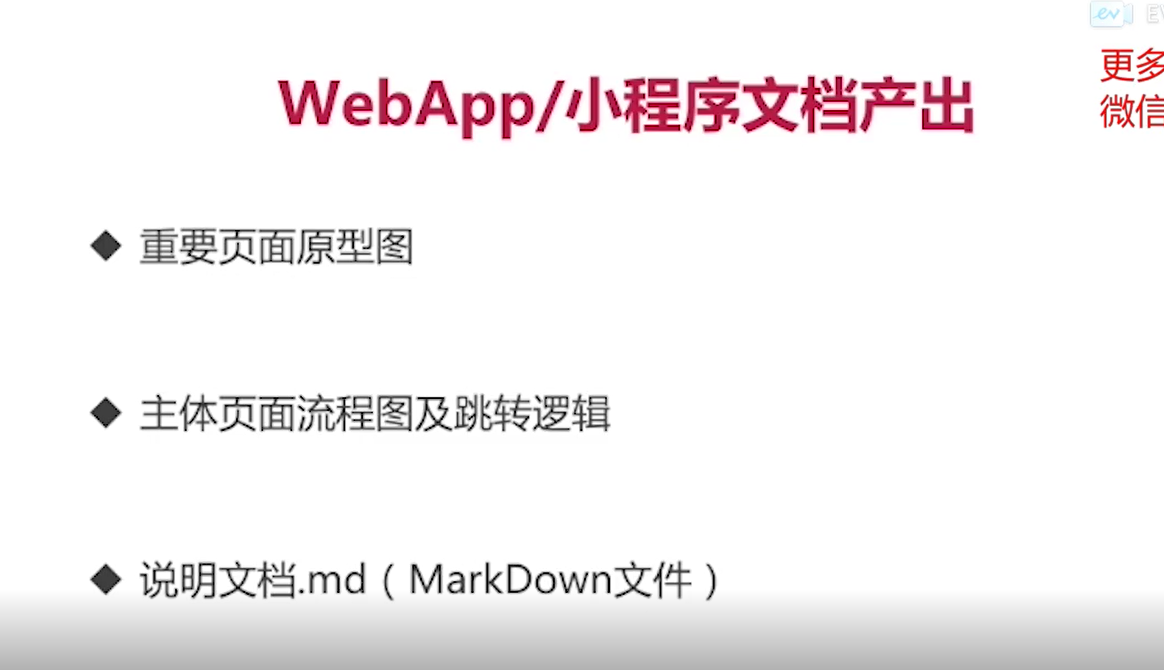 EV
更多
微信
WebApp/小程序文档产出
◆ 重要页面原型图
◆ 主体页面流程图及跳转逻辑
◆ 说明文档.md（MarkDown文件）